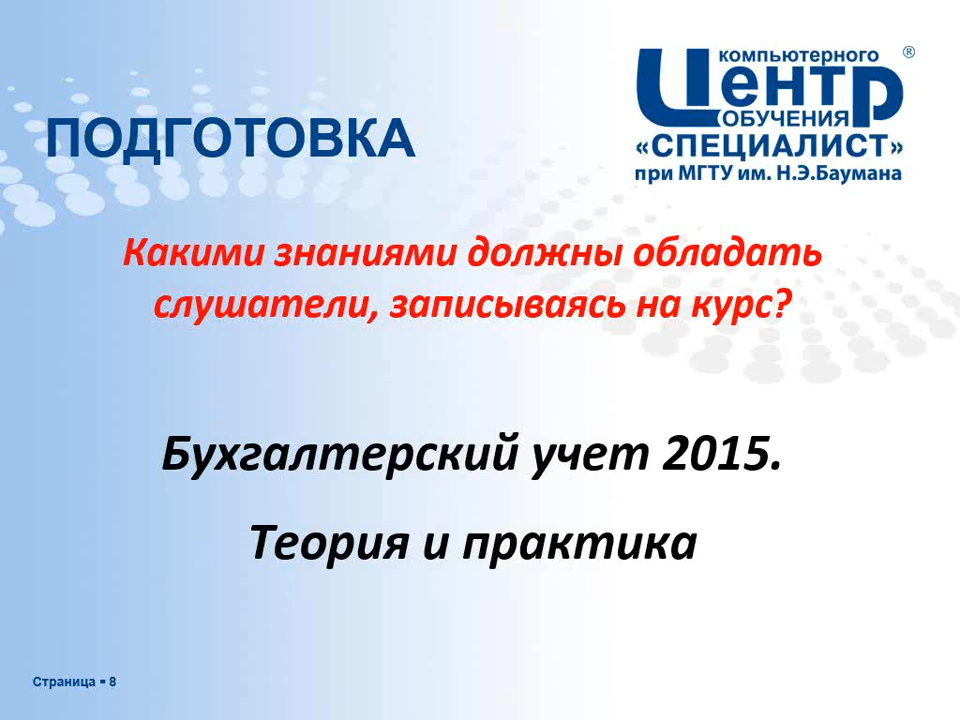 ПОДГОТОВКА
компьютерного ®
Центр
ОБУЧЕНИЯ
«СПЕЦИАЛИСТ»
при МГТУ им. Н.Э.Баумана
Какими знаниями должны обладать
слушатели, записываясь на курс?
Бухгалтерский учет 2015.
Теория и практика
Страница ▪ 8